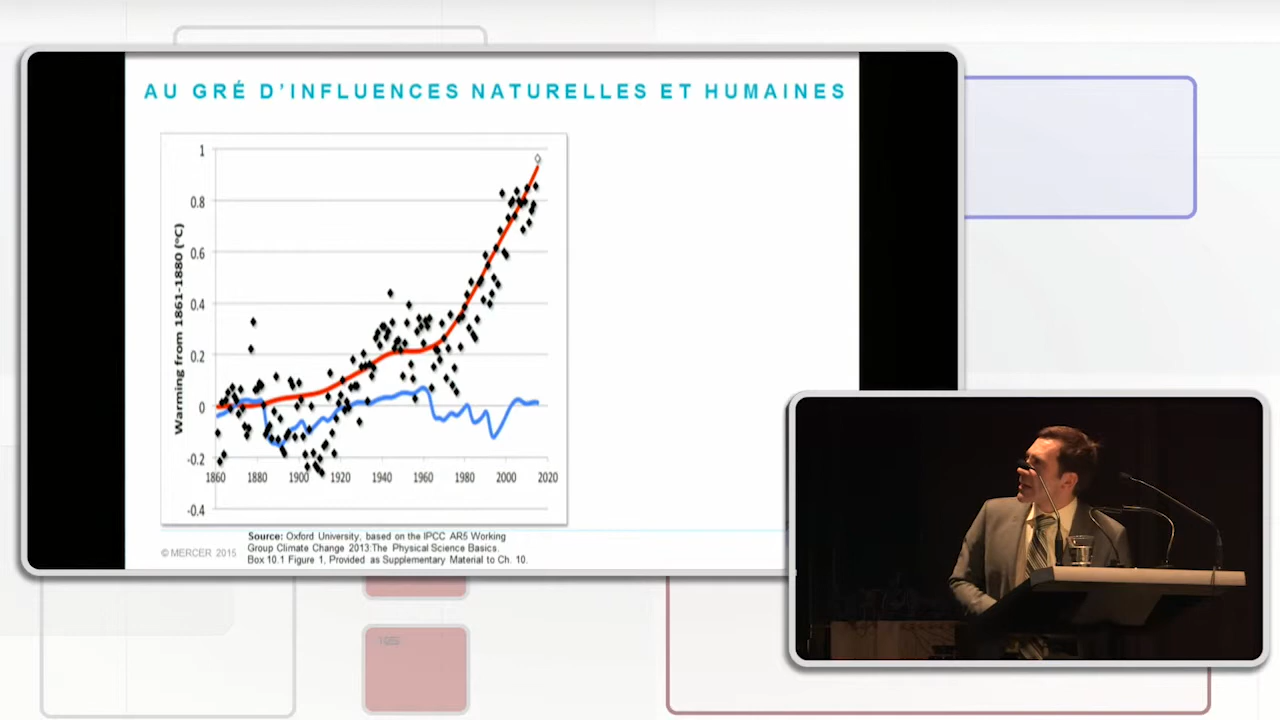 AU GRÉ D'INFLUENCES NATURELLES ET HUMAINES
Warming from 1861-1880 (°C)
1
0.8
0.6
0.4
0.2
0
-0.2
-0.4
1860 1880 1900 1920 1940 1960 1980 2000 2020
Source: Oxford University, based on the IPCC AR5 Working
Group Climate Change 2013:The Physical Science Basics.
Box 10.1 Figure 1, Provided as Supplementary Material to Ch. 10.
© MERCER 2015